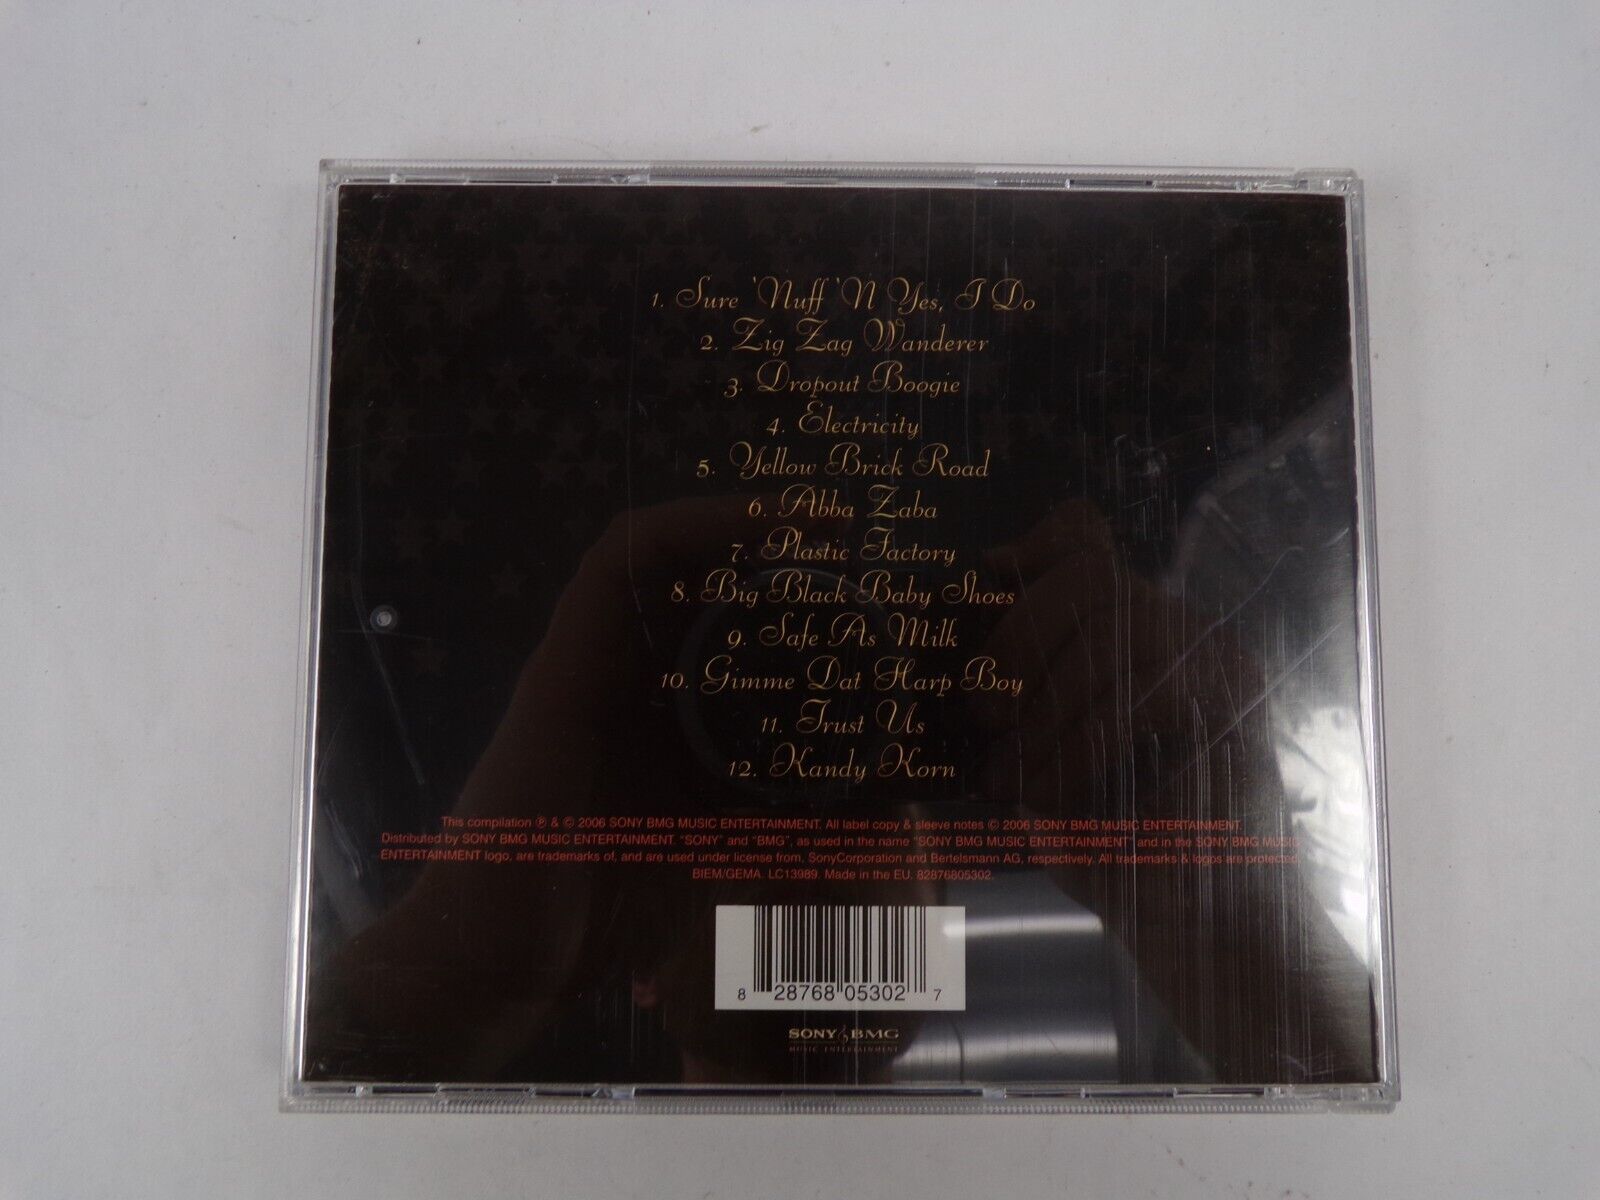 1. Sure 'Nuff 'N Yes, I Do
2. Zig Zag Wanderer
3. Dropout Boogie
4. Electricity
5. Yellow Brick Road
6. Abba Zaba
7. Plastic Factory
8. Big Black Baby Shoes
9. Safe As Milk
10. Gimme Dat Harp Boy
11. Trust Us
12. Kandy Korn
This compilation ℗ & © 2006 SONY BMG MUSIC ENTERTAINMENT. All label copy & sleeve notes © 2006 SONY BMG MUSIC ENTERTAINMENT.
Distributed by SONY BMG MUSIC ENTERTAINMENT. "SONY" and "BMG", as used in the name "SONY BMG MUSIC ENTERTAINMENT" and in the SONY BMG MUSIC
ENTERTAINMENT logo, are trademarks of, and are used under license from, SonyCorporation and Bertelsmann AG, respectively. All trademarks & logos are protected.
BIEM/GEMA. LC13989. Made in the EU. 82876805302.
8 28768 05302 7
SONY BMG
MUSIC ENTERTAINMENT